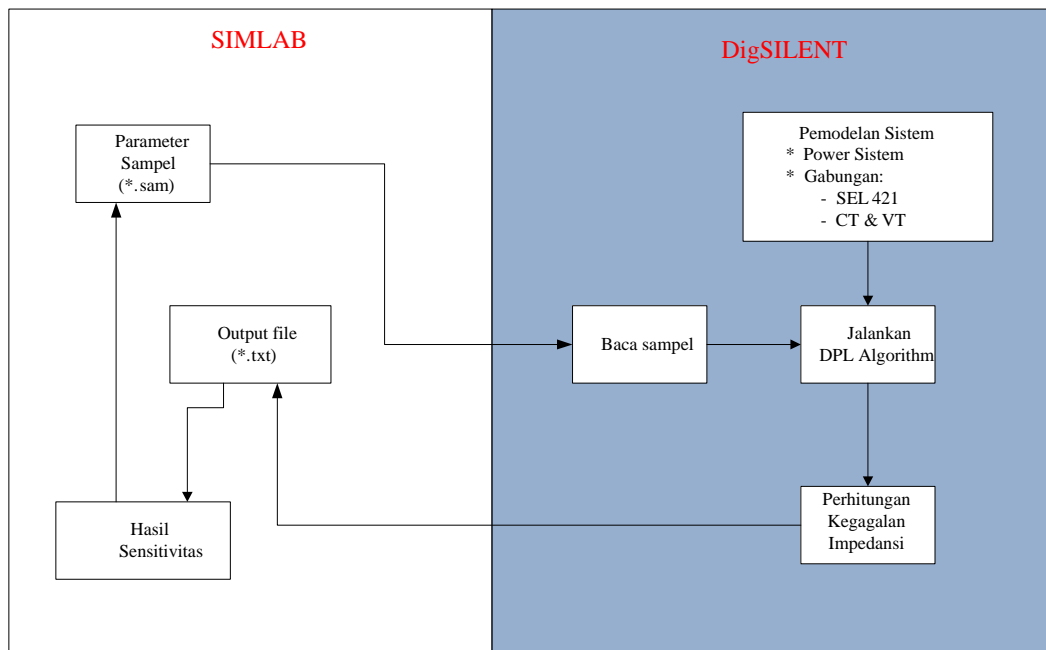 SIMLAB
Parameter
Sampel
(*.sam)
Output file
(*.txt)
Hasil
Sensitivitas
DigSILENT
Pemodelan Sistem
* Power Sistem
* Gabungan:
- SEL 421
- CT & VT
Baca sampel
Jalankan
DPL Algorithm
Perhitungan
Kegagalan
Impedansi